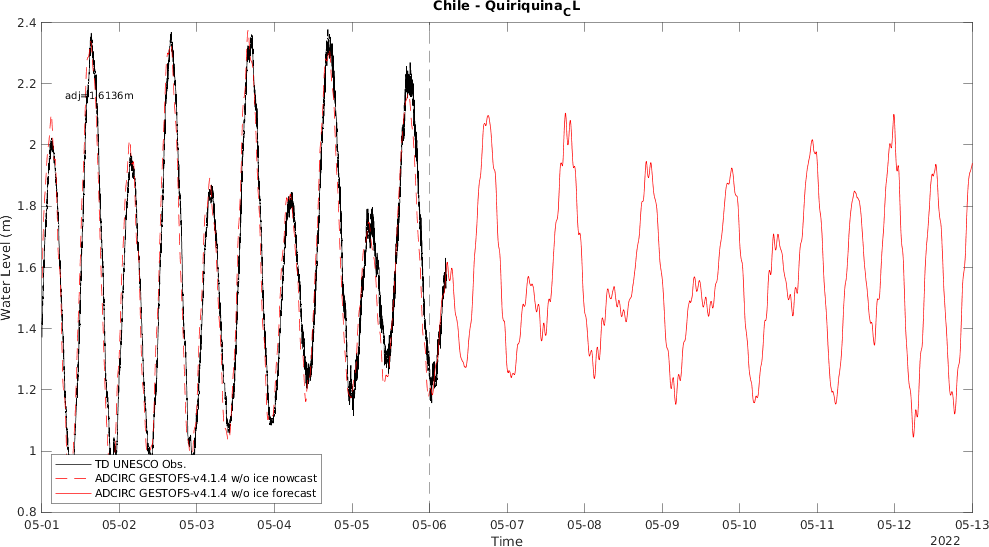 Chile - Quiriquina_CL
Water Level (m)
2.4
2.2
2
1.8
1.6
1.4
1.2
1
0.8
adj=1.6136m
TD UNESCO Obs.
ADCIRC GESTOFS-v4.1.4 w/o ice nowcast
ADCIRC GESTOFS-v4.1.4 w/o ice forecast
05-01 05-02 05-03 05-04 05-05 05-06 05-07 05-08 05-09 05-10 05-11 05-12 05-13
Time
2022